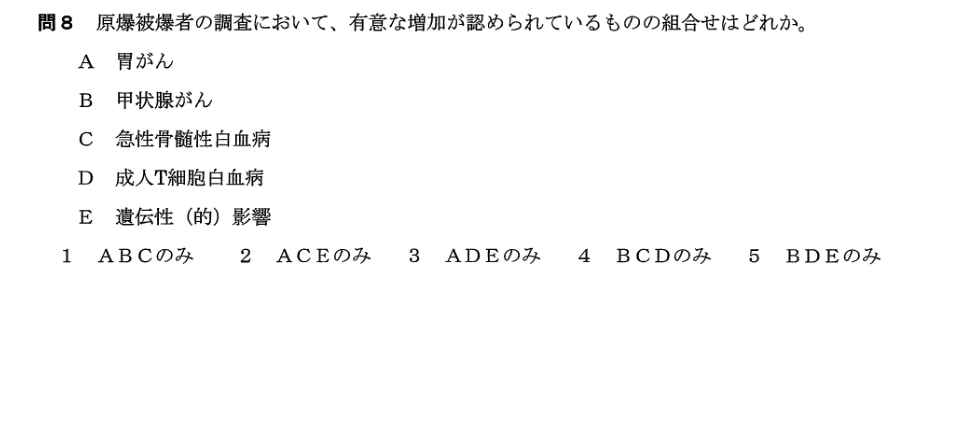 問８　原爆被爆者の調査において、有意な増加が認められているものの組合せはどれか。
Ａ　胃がん
Ｂ　甲状腺がん
Ｃ　急性骨髄性白血病
Ｄ　成人T細胞白血病
Ｅ　遺伝性（的）影響
１　ＡＢＣのみ　　２　ＡＣＥのみ　　３　ＡＤＥのみ　　４　ＢＣＤのみ　　５　ＢＤＥのみ